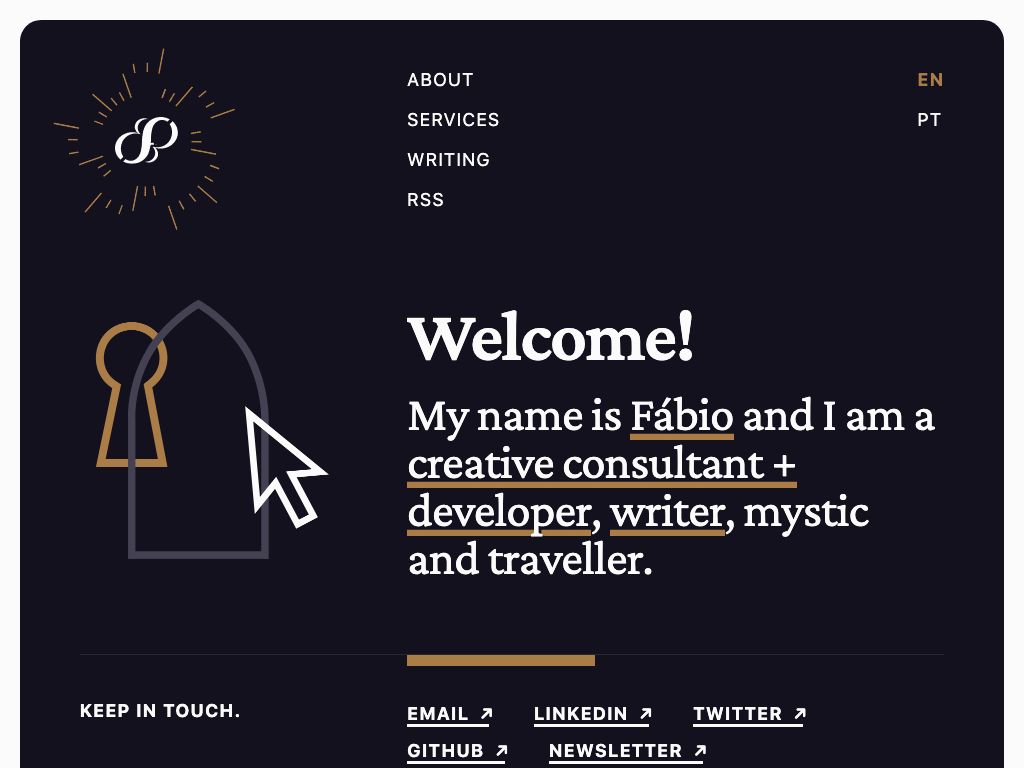 ABOUT
EN
SERVICES
PT
WRITING
RSS
Welcome!
My name is Fábio and I am a
creative consultant +
developer, writer, mystic
and traveller.
KEEP IN TOUCH.
EMAIL ↗ LINKEDIN ↗ TWITTER ↗
GITHUB ↗ NEWSLETTER ↗